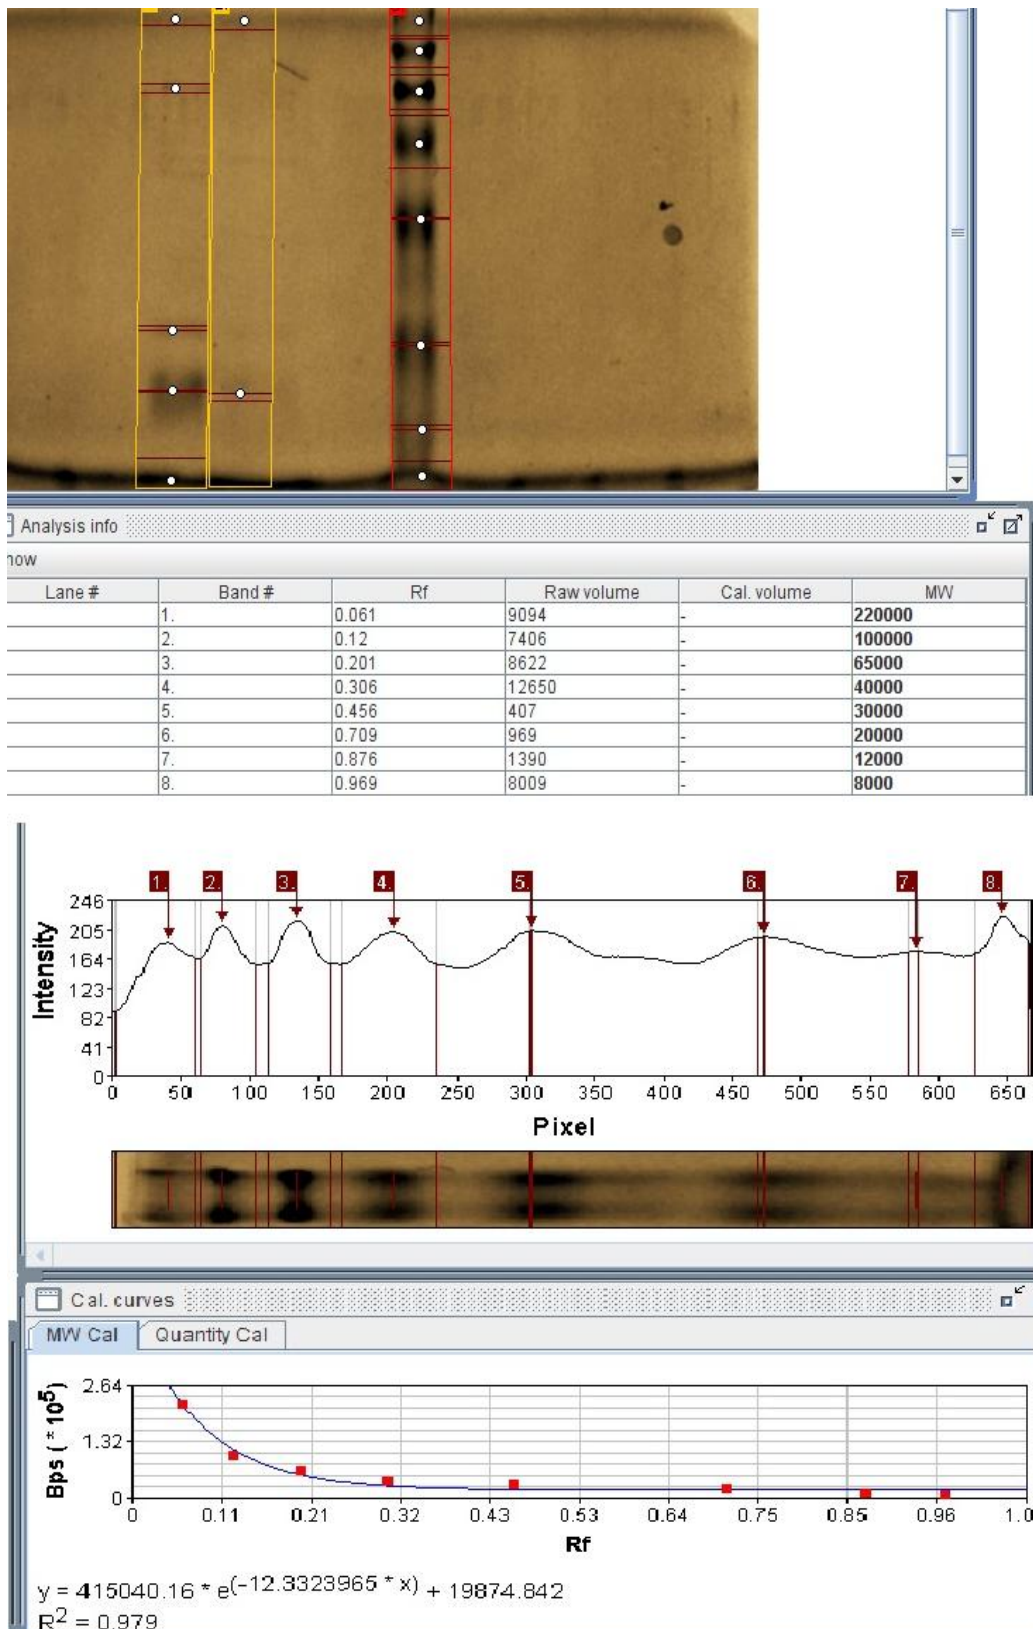 Analysis info
now
Lane # Band # Rf Raw volume Cal. volume MW
1. 0.061 9094 - 220000
2. 0.12 7406 - 100000
3. 0.201 8622 - 65000
4. 0.306 12650 - 40000
5. 0.456 407 - 30000
6. 0.709 969 - 20000
7. 0.876 1390 - 12000
8. 0.969 8009 - 8000
1. 2. 3. 4. 5. 6. 7. 8.
246
205
164
123
82
41
0
Intensity
0 50 100 150 200 250 300 350 400 450 500 550 600 650
Pixel
Cal. curves
MW Cal Quantity Cal
2.64
1.32
0
Bps ( * 10^5)
0 0.11 0.21 0.32 0.43 0.53 0.64 0.75 0.85 0.96 1.0
Rf
y = 415040.16 * e^(-12.3323965 * x) + 19874.842
R^2 = 0.979